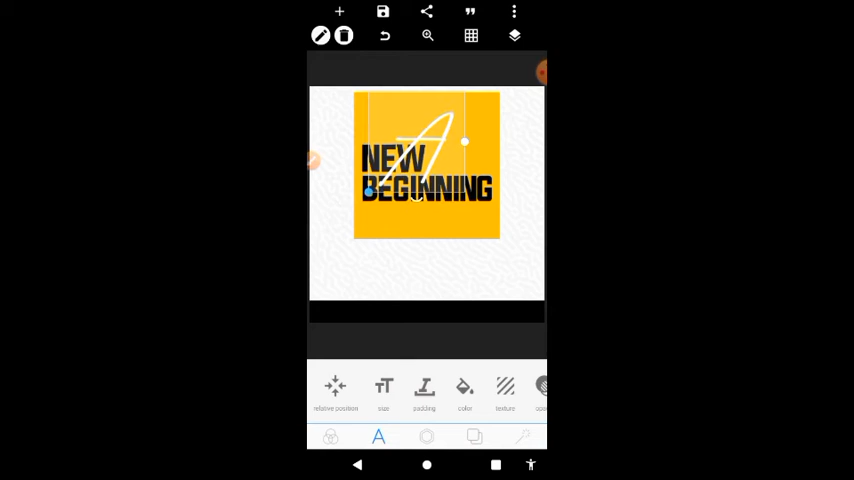 A
NEW
BEGINNING
relative position
size
padding
color
texture